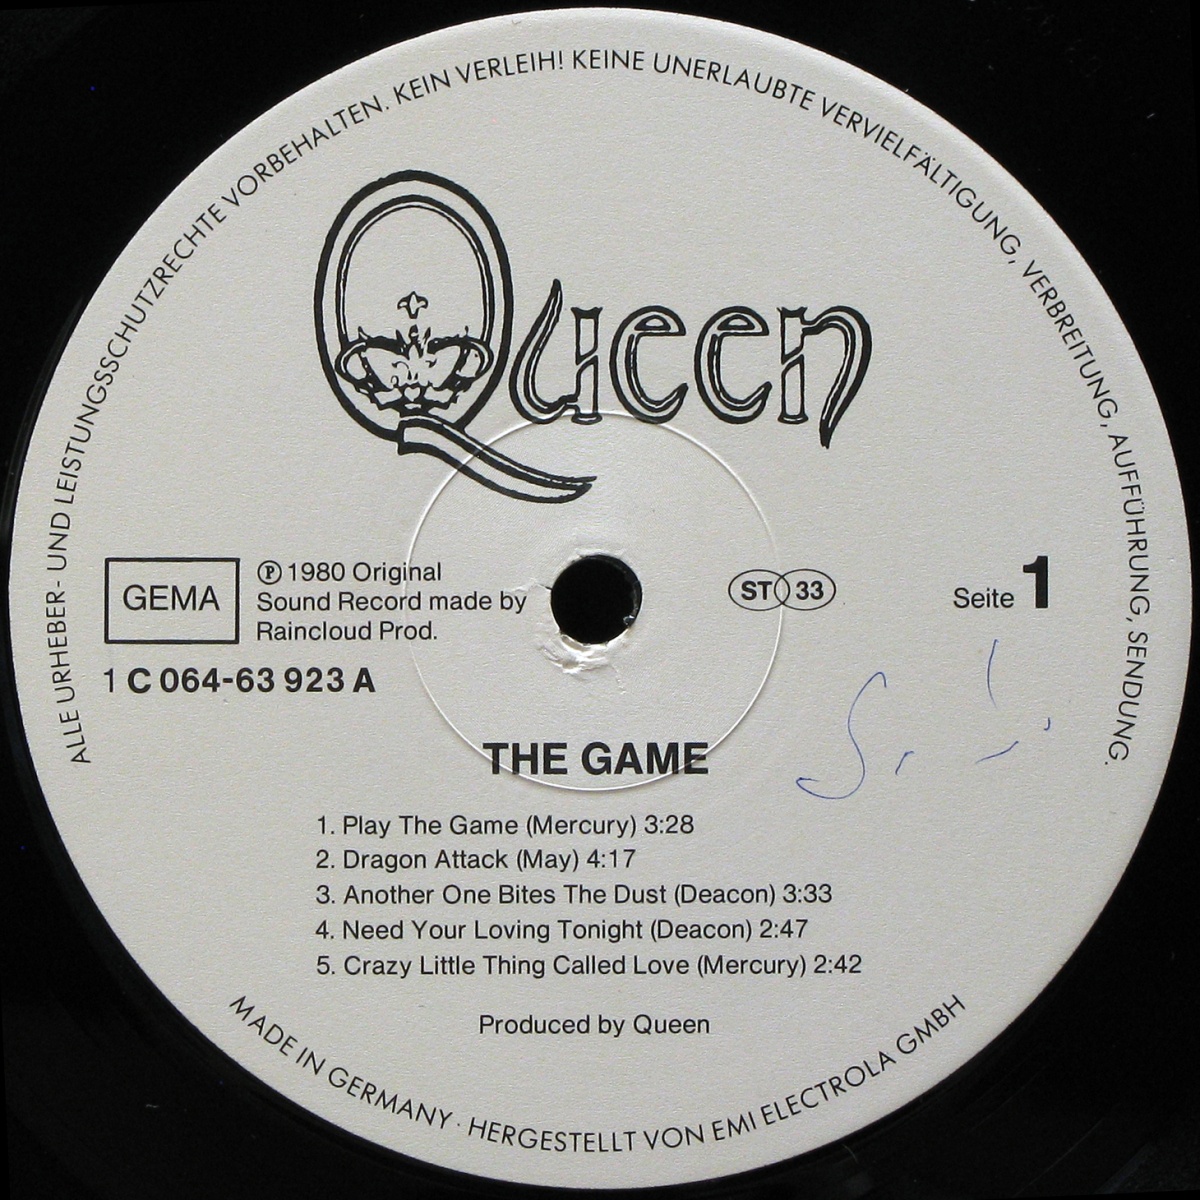 ALLE URHEBER- UND LEISTUNGSSCHUTZRECHTE VORBEHALTEN. KEIN VERLEIH! KEINE UNERLAUBTE VERVIELFÄLTIGUNG, VERBREITUNG, AUFFÜHRUNG, SENDUNG.
Queen
GEMA
℗ 1980 Original
Sound Record made by
Raincloud Prod.
1 C 064-63 923 A
ST 33
Seite 1
THE GAME
1. Play The Game (Mercury) 3:28
2. Dragon Attack (May) 4:17
3. Another One Bites The Dust (Deacon) 3:33
4. Need Your Loving Tonight (Deacon) 2:47
5. Crazy Little Thing Called Love (Mercury) 2:42
Produced by Queen
MADE IN GERMANY · HERGESTELLT VON EMI ELECTROLA GMBH